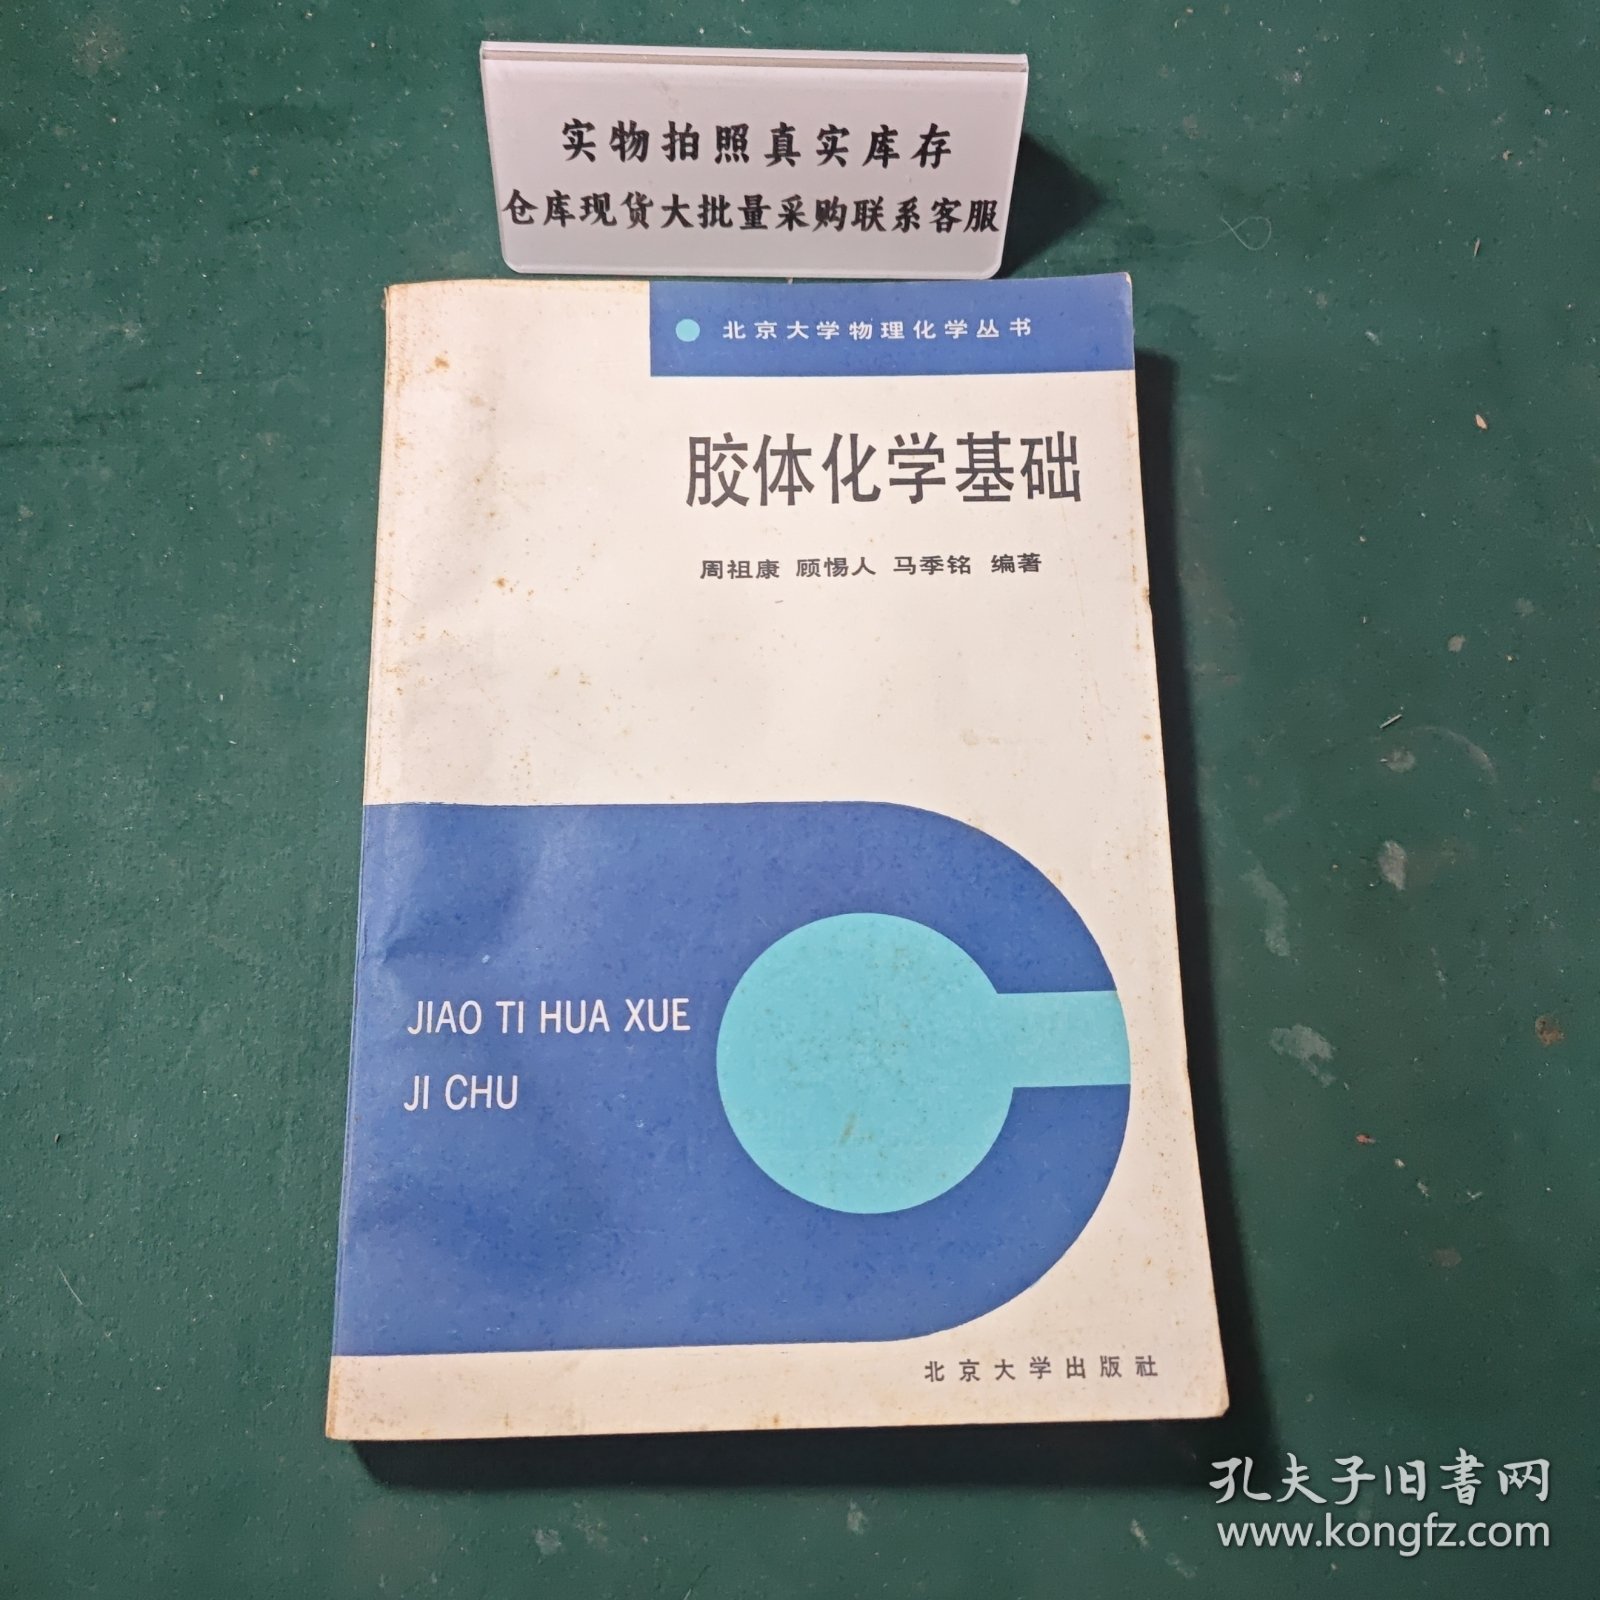 实物拍照真实库存
仓库现货大批量采购联系客服
北京大学物理化学丛书
胶体化学基础
周祖康 顾惕人 马季铭 编著
JIAO TI HUA XUE
JI CHU
北京大学出版社
孔夫子旧书网
www.kongfz.com